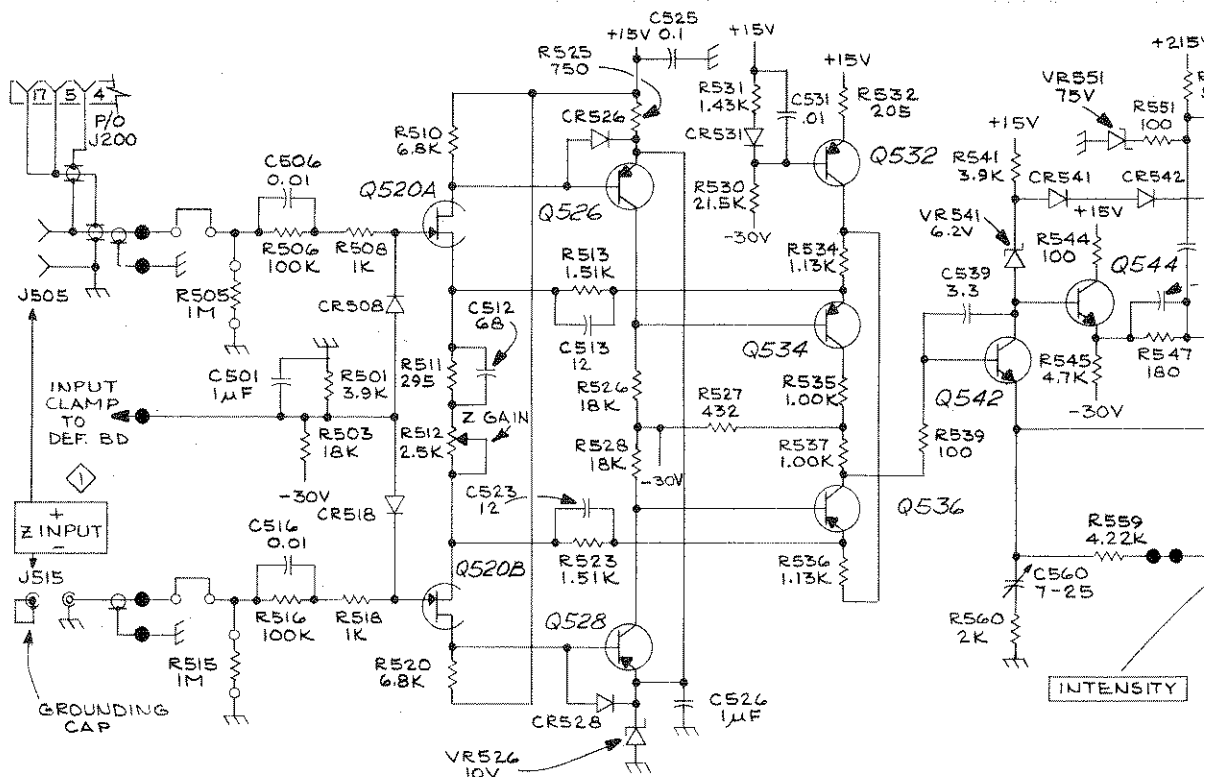 17 5 4
P/O
J200
J505
R505
1M
C506
0.01
R506
100K
R508
1K
R510
6.8K
Q520A
CR508
C501
1µF
R501
3.9K
INPUT
CLAMP
TO
DEF. BD
R503
18K
-30V
1
+
Z INPUT
-
CR518
C516
0.01
J515
R516
100K
R518
1K
R515
1M
GROUNDING
CAP
R525
750
+15V
C525
0.1
CR526
Q526
R513
1.51K
C512
68
C513
12
R511
295
Z GAIN
R512
2.5K
R526
18K
R527
432
R528
18K
-30V
C523
12
R523
1.51K
Q520B
Q528
R520
6.8K
CR528
VR526
10V
C526
1µF
+15V
R531
1.43K
C531
.01
CR531
R530
21.5K
-30V
+15V
R532
205
Q532
R534
1.13K
Q534
R535
1.00K
R537
1.00K
Q536
R536
1.13K
+215V
VR551
75V
R551
100
+15V
R541
3.9K
CR541
CR542
VR541
6.2V
+15V
R544
100
Q544
C539
3.3
Q542
R545
4.7K
R547
180
-30V
R539
100
R559
4.22K
C560
7-25
R560
2K
INTENSITY